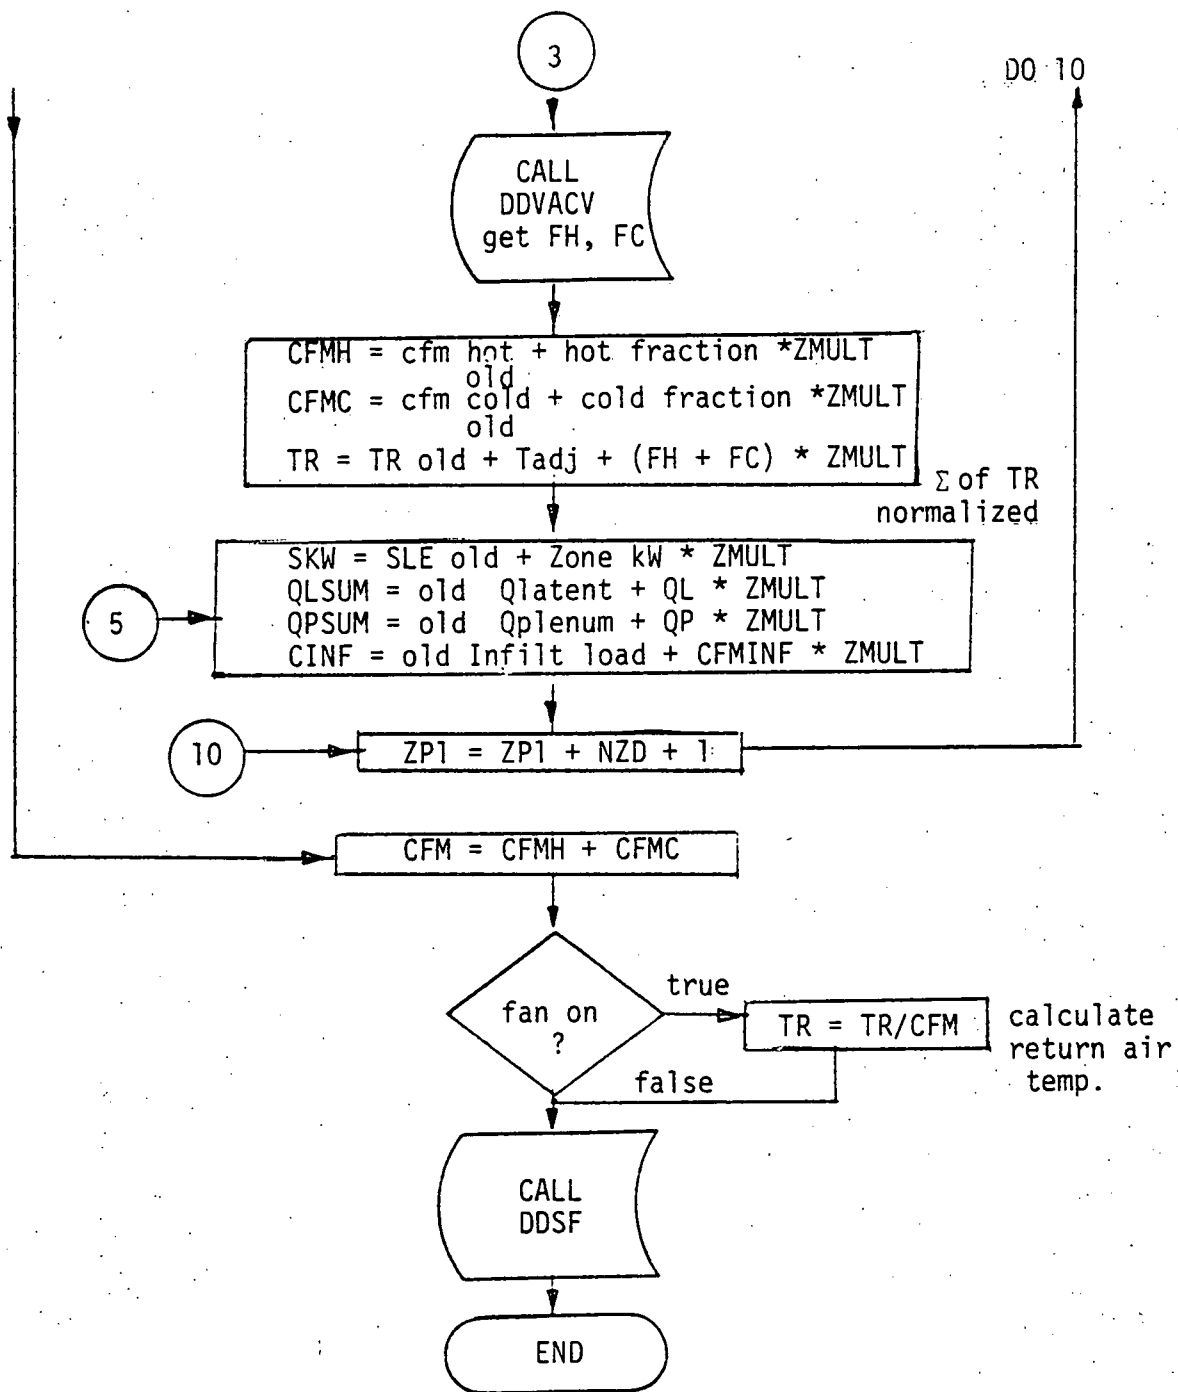 3
DO 10
CALL
DDVACV
get FH, FC
CFMH = cfm hot + hot fraction *ZMULT
old
CFMC = cfm cold + cold fraction *ZMULT
old
TR = TR old + Tadj + (FH + FC) * ZMULT
Σ of TR
normalized
SKW = SLE old + Zone kW * ZMULT
QLSUM = old Qlatent + QL * ZMULT
QPSUM = old Qplenum + QP * ZMULT
CINF = old Infilt load + CFMINF * ZMULT
5
10
ZP1 = ZP1 + NZD + 1
CFM = CFMH + CFMC
fan on
?
true
TR = TR/CFM
calculate
return air
temp.
false
CALL
DDSF
END